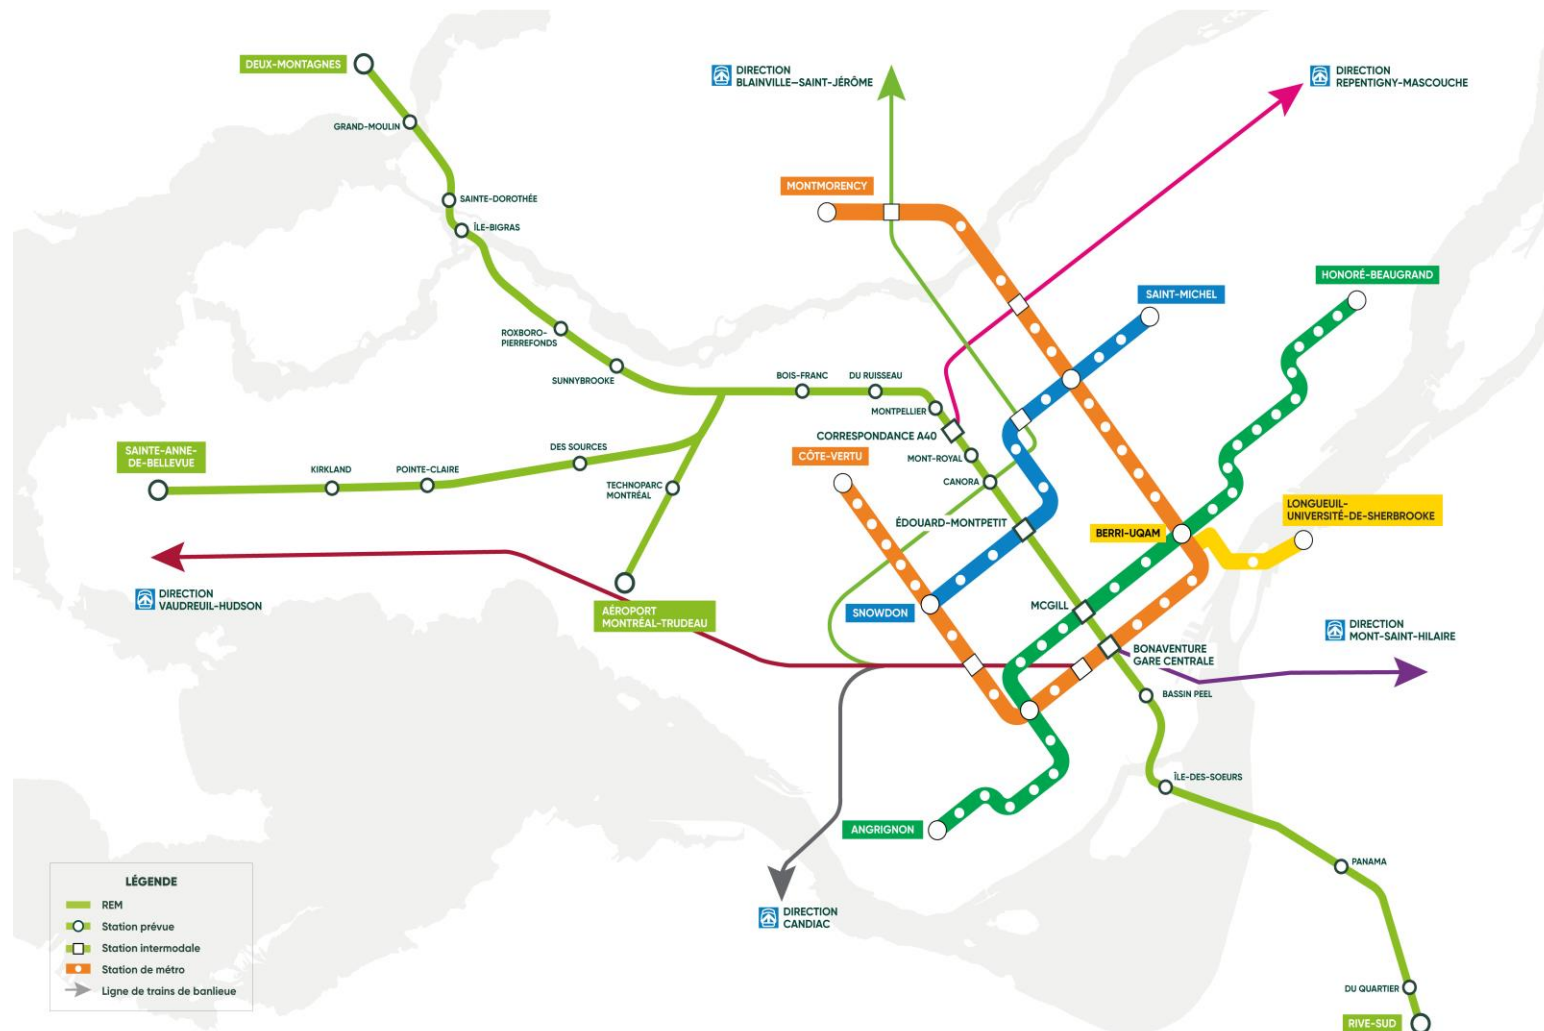 DEUX-MONTAGNES
GRAND-MOULIN
SAINTE-DOROTHÉE
ÎLE-BIGRAS
ROXBORO-
PIERREFONDS
SUNNYBROOKE
DIRECTION
BLAINVILLE–SAINT-JÉRÔME
DIRECTION
REPENTIGNY-MASCOUCHE
MONTMORENCY
SAINT-MICHEL
HONORÉ-BEAUGRAND
BOIS-FRANC
DU RUISSEAU
MONTPELLIER
CORRESPONDANCE A40
MONT-ROYAL
CANORA
CÔTE-VERTU
ÉDOUARD-MONTPETIT
SAINTE-ANNE-
DE-BELLEVUE
KIRKLAND
POINTE-CLAIRE
DES SOURCES
TECHNOPARC
MONTRÉAL
BERRI-UQAM
LONGUEUIL-
UNIVERSITÉ-DE-SHERBROOKE
DIRECTION
VAUDREUIL-HUDSON
AÉROPORT
MONTRÉAL-TRUDEAU
SNOWDON
MCGILL
BONAVENTURE
GARE CENTRALE
DIRECTION
MONT-SAINT-HILAIRE
BASSIN PEEL
ÎLE-DES-SOEURS
ANGRIGNON
PANAMA
DIRECTION
CANDIAC
DU QUARTIER
RIVE-SUD
LÉGENDE
REM
Station prévue
Station intermodale
Station de métro
Ligne de trains de banlieue